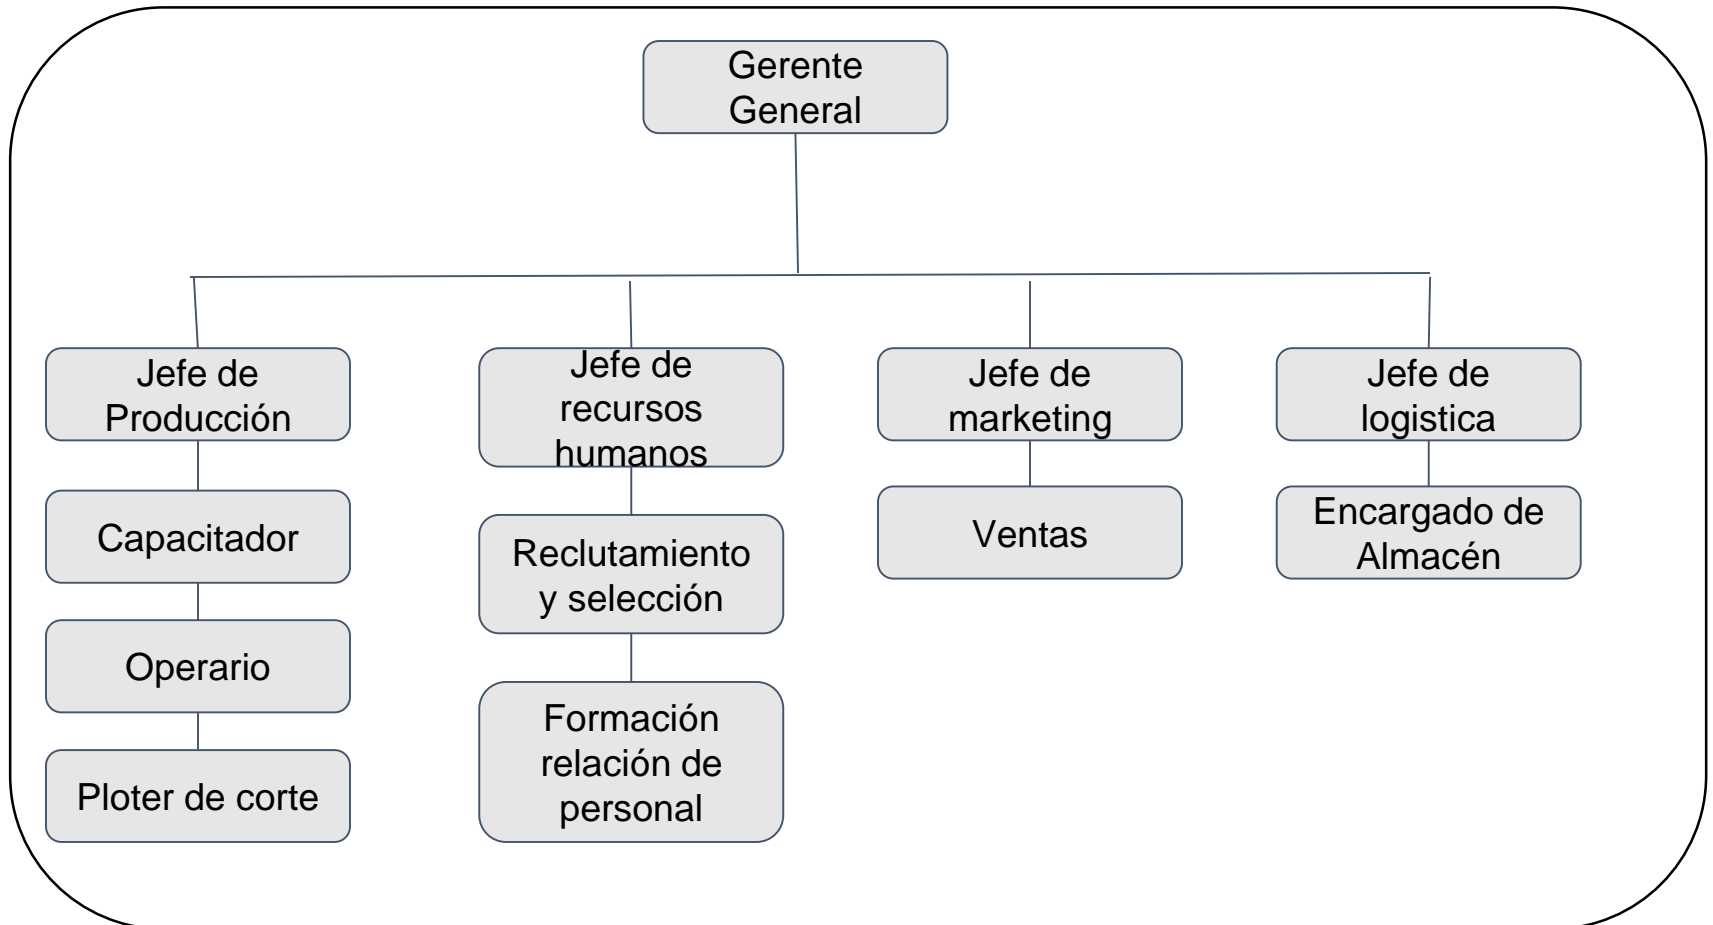 Gerente
General
Jefe de
Producción
Capacitador
Operario
Ploter de corte
Jefe de
recursos
humanos
Reclutamiento
y selección
Formación
relación de
personal
Jefe de
marketing
Ventas
Jefe de
logistica
Encargado de
Almacén